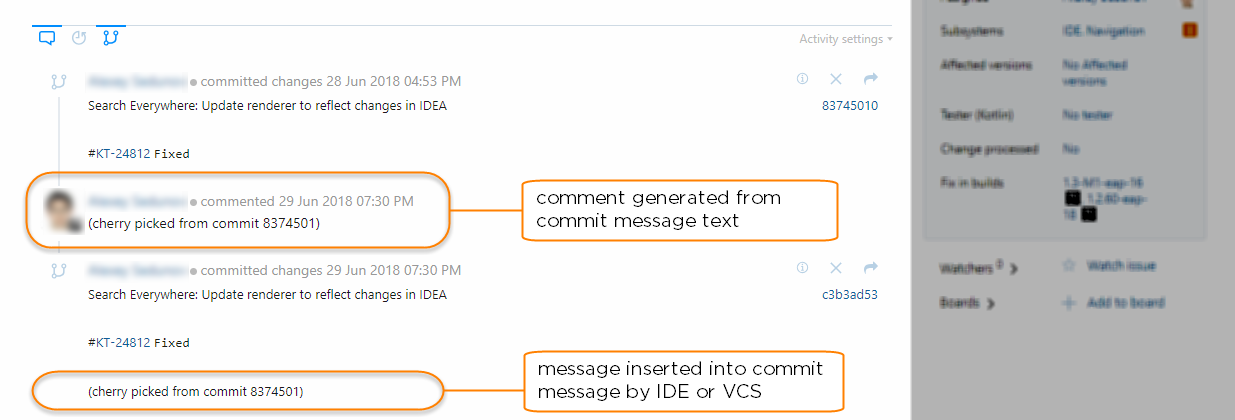 Activity settings
committed changes 28 Jun 2018 04:53 PM
Search Everywhere: Update renderer to reflect changes in IDEA
83745010
#KT-24812 Fixed
commented 29 Jun 2018 07:30 PM
(cherry picked from commit 8374501)
comment generated from
commit message text
committed changes 29 Jun 2018 07:30 PM
Search Everywhere: Update renderer to reflect changes in IDEA
c3b3ad53
#KT-24812 Fixed
(cherry picked from commit 8374501)
message inserted into commit
message by IDE or VCS
Subsystems
IDE. Navigation
Affected versions
No Affected
versions
Tester (Kotlin)
No tester
Change processed
No
Fix in builds
1.3-M1-eap-16
1.2.60-eap-
18
Watchers 0
Watch issue
Boards
Add to board